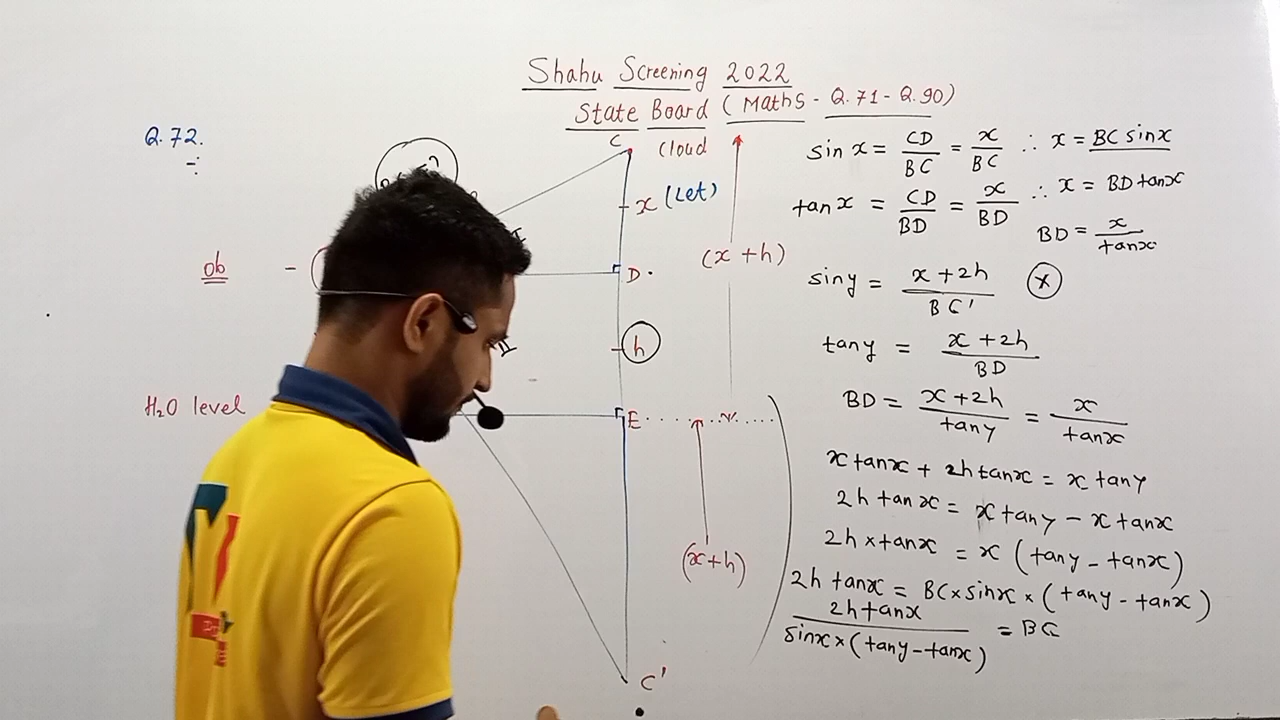 Shahu Screening 2022
State Board (Maths - Q.71 - Q.90)
Q.72.
C Cloud
x (Let)
D.
(x + h)
ob -
h
H₂O level
E
(x+h)
C'
I
II
sin x = CD/BC = x/BC ∴ x = BC sin x
tan x = CD/BD = x/BD ∴ x = BD tan x
BD = x/tan x
sin y = x + 2h/BC' (*)
tan y = x + 2h/BD
BD = x + 2h/tan y = x/tan x
x tan x + 2h tan x = x tan y
2h tan x = x tan y - x tan x
2h × tan x = x (tan y - tan x)
2h tan x = BC × sin x × (tan y - tan x)
2h tan x/sin x × (tan y - tan x) = BC